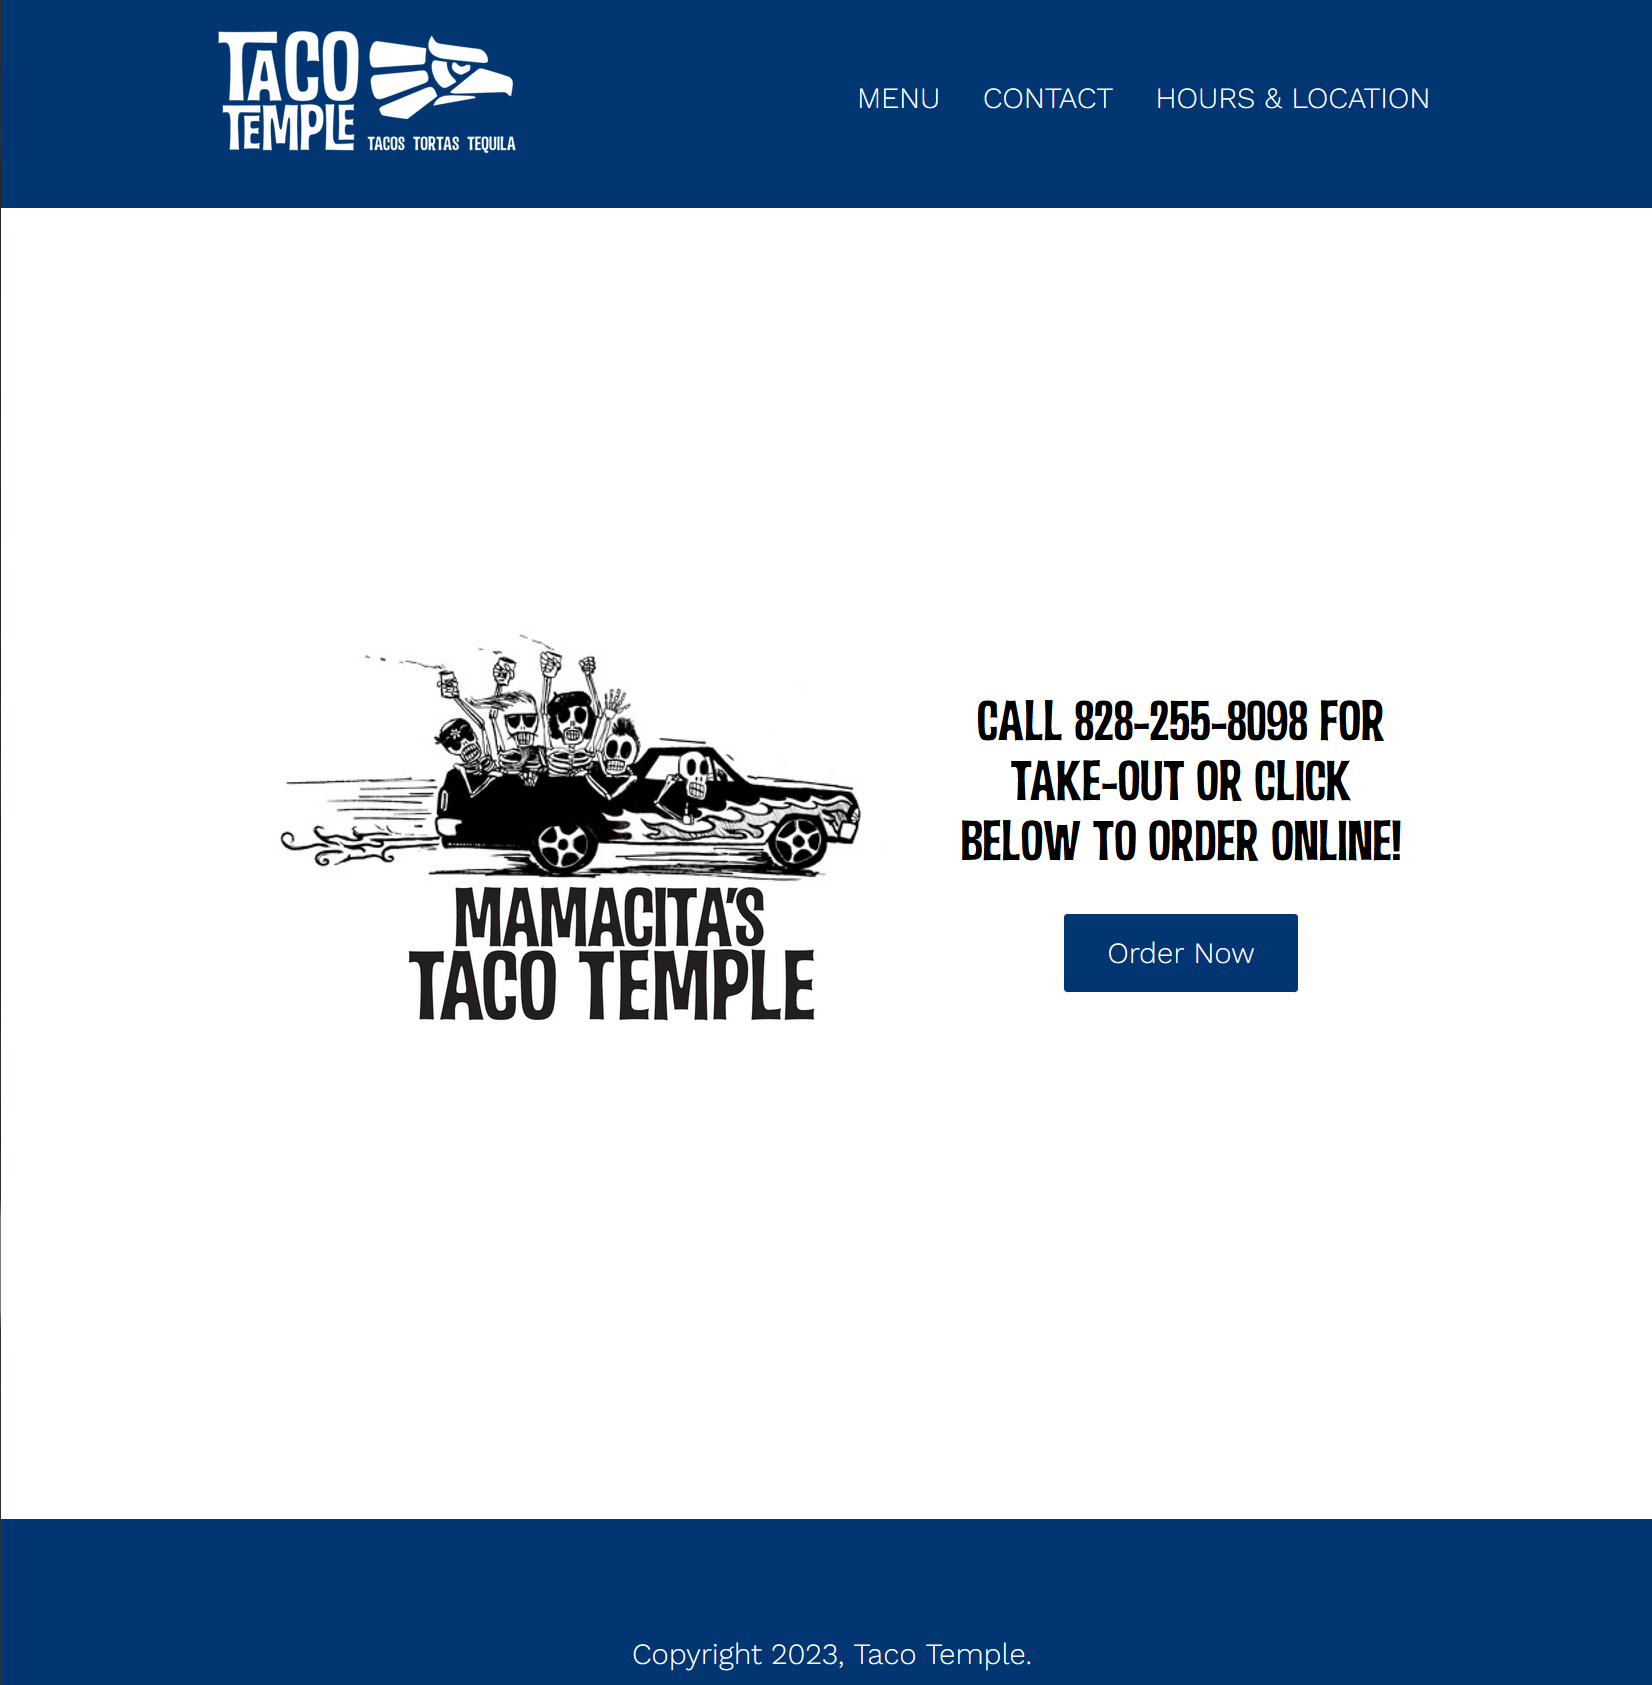 TACO
TEMPLE
TACOS TORTAS TEQUILA
MENU CONTACT HOURS & LOCATION
MAMACITA'S
TACO TEMPLE
CALL 828-255-8098 FOR
TAKE-OUT OR CLICK
BELOW TO ORDER ONLINE!
Order Now
Copyright 2023, Taco Temple.